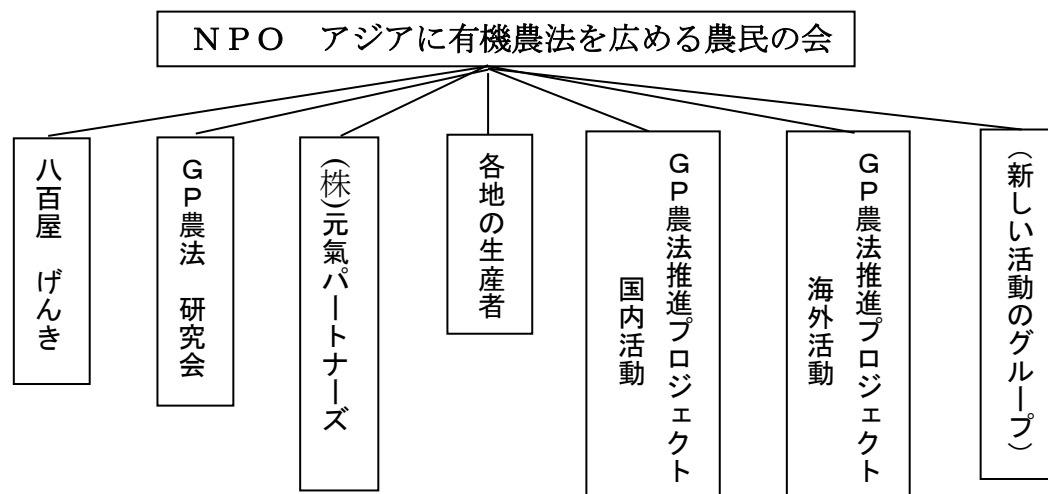 NPO　アジアに有機農法を広める農民の会
八百屋　げんき
GP農法　研究会
(株)元氣パートナーズ
各地の生産者
GP農法推進プロジェクト
国内活動
GP農法推進プロジェクト
海外活動
(新しい活動のグループ)